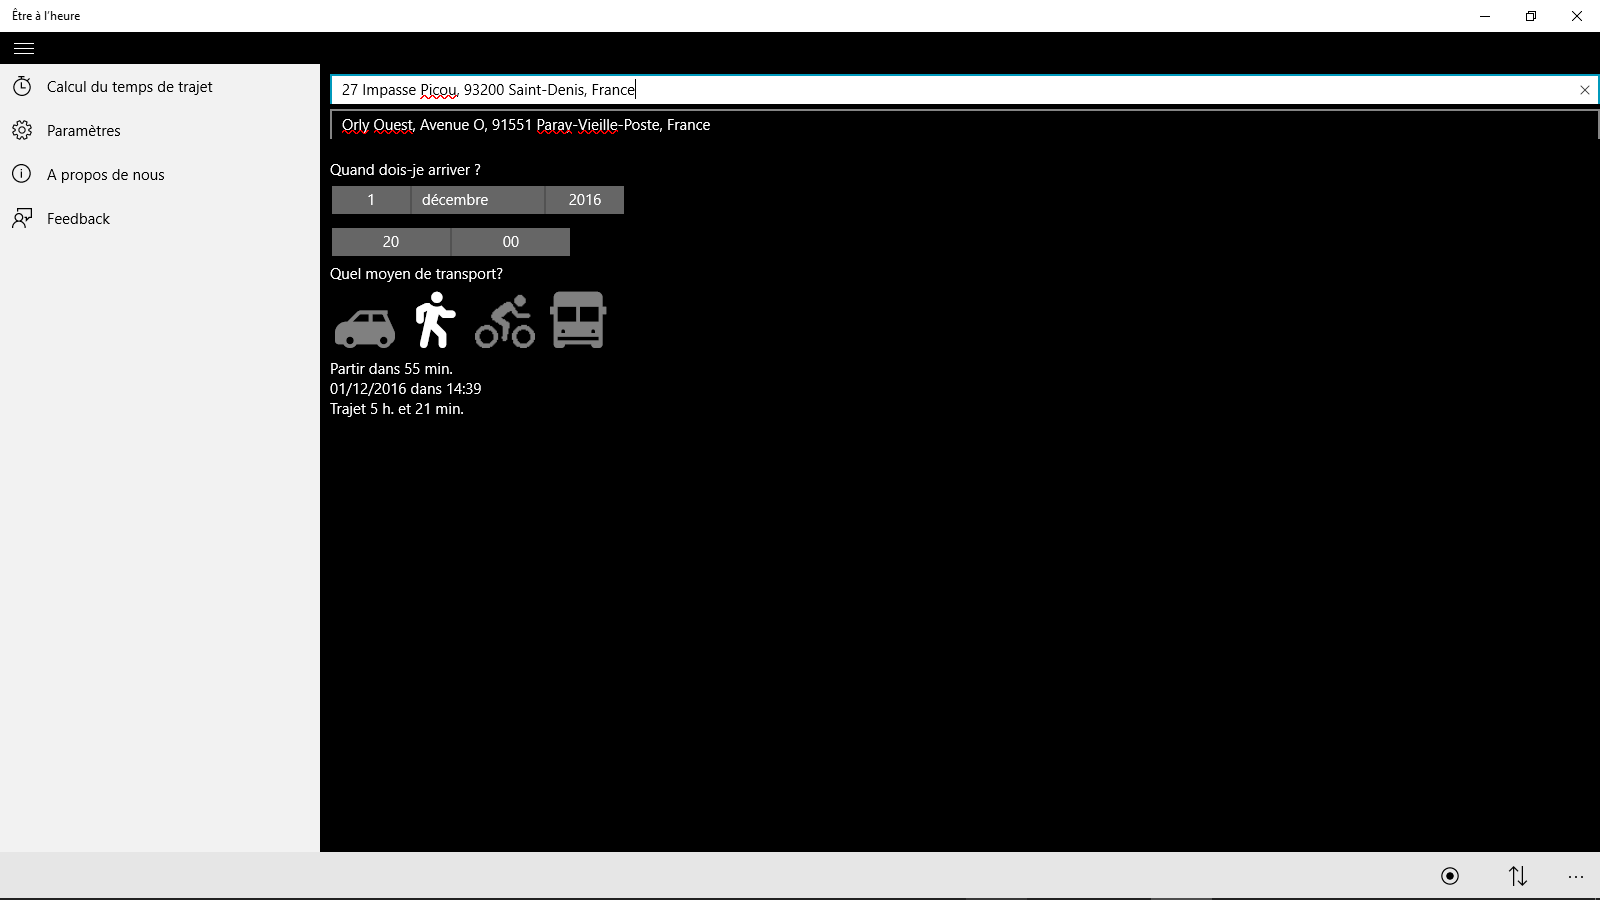 Être à l'heure
Calcul du temps de trajet
Paramètres
A propos de nous
Feedback
27 Impasse Picou, 93200 Saint-Denis, France
Orly Ouest, Avenue O, 91551 Paray-Vieille-Poste, France
Quand dois-je arriver ?
1 décembre 2016
20 00
Quel moyen de transport?
Partir dans 55 min.
01/12/2016 dans 14:39
Trajet 5 h. et 21 min.